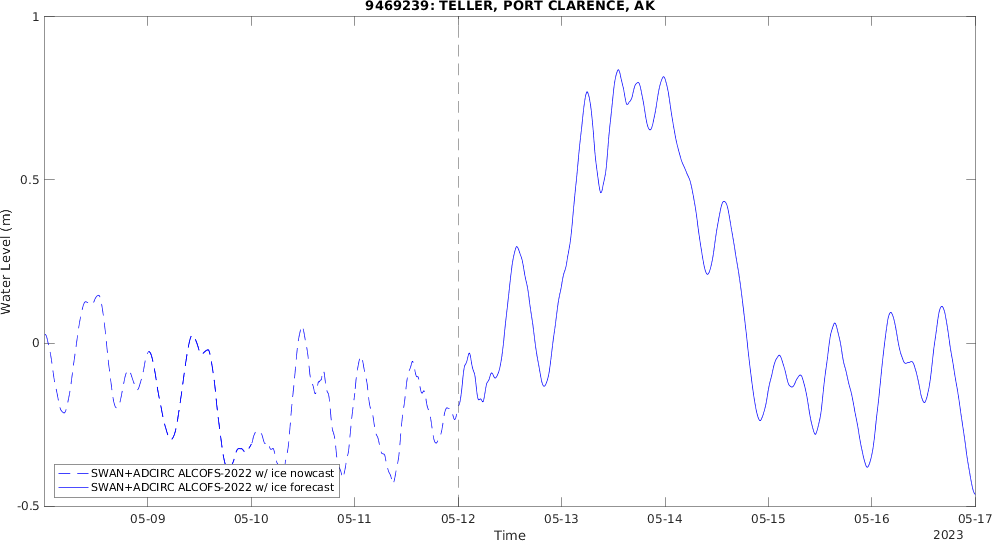 9469239: TELLER, PORT CLARENCE, AK
1
0.5
0
-0.5
Water Level (m)
SWAN+ADCIRC ALCOFS-2022 w/ ice nowcast
SWAN+ADCIRC ALCOFS-2022 w/ ice forecast
05-09 05-10 05-11 05-12 05-13 05-14 05-15 05-16 05-17
Time
2023